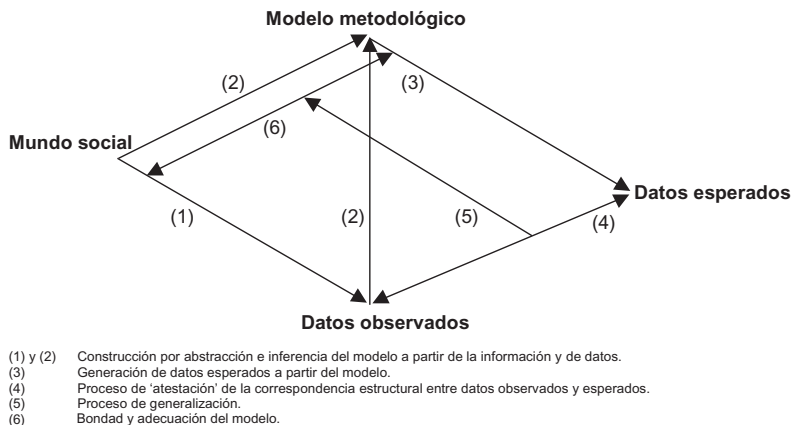 Modelo metodológico
(2)
(3)
(6)
Mundo social
Datos esperados
(1)
(2)
(5)
(4)
Datos observados
(1) y (2) Construcción por abstracción e inferencia del modelo a partir de la información y de datos.
(3) Generación de datos esperados a partir del modelo.
(4) Proceso de ‘atestación’ de la correspondencia estructural entre datos observados y esperados.
(5) Proceso de generalización.
(6) Bondad y adecuación del modelo.